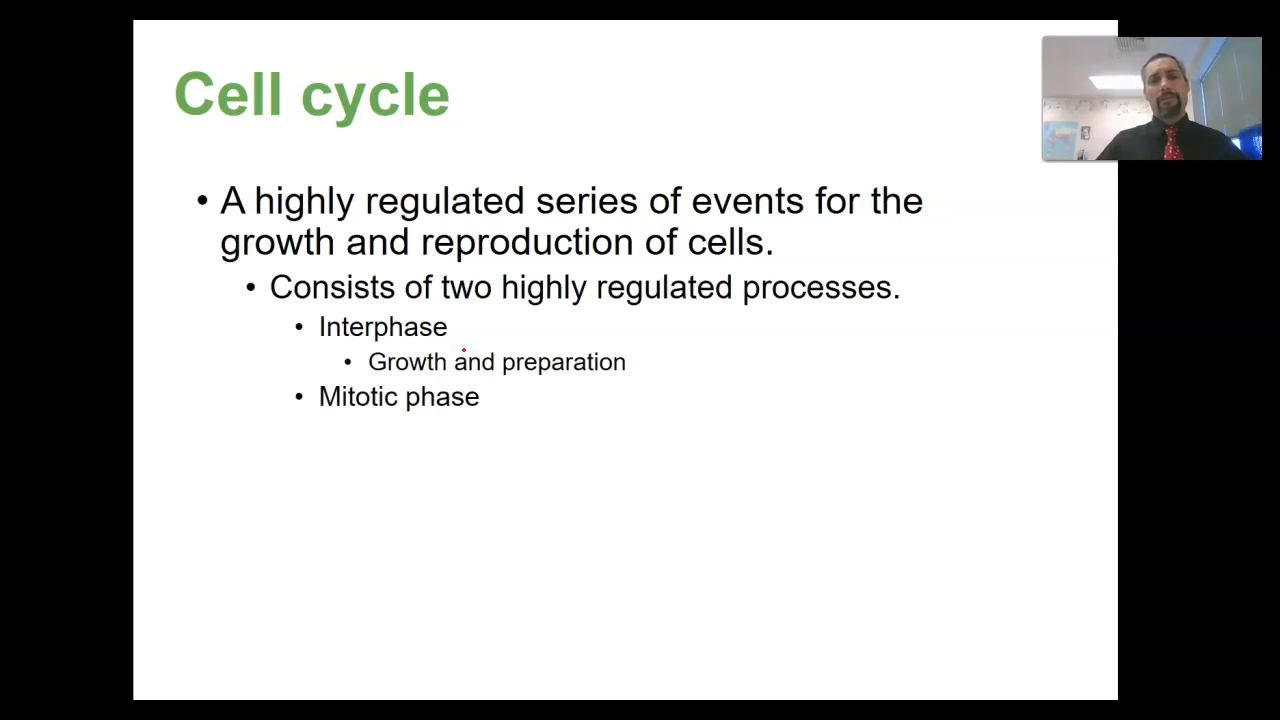 Cell cycle
• A highly regulated series of events for the
growth and reproduction of cells.
• Consists of two highly regulated processes.
• Interphase
• Growth and preparation
• Mitotic phase